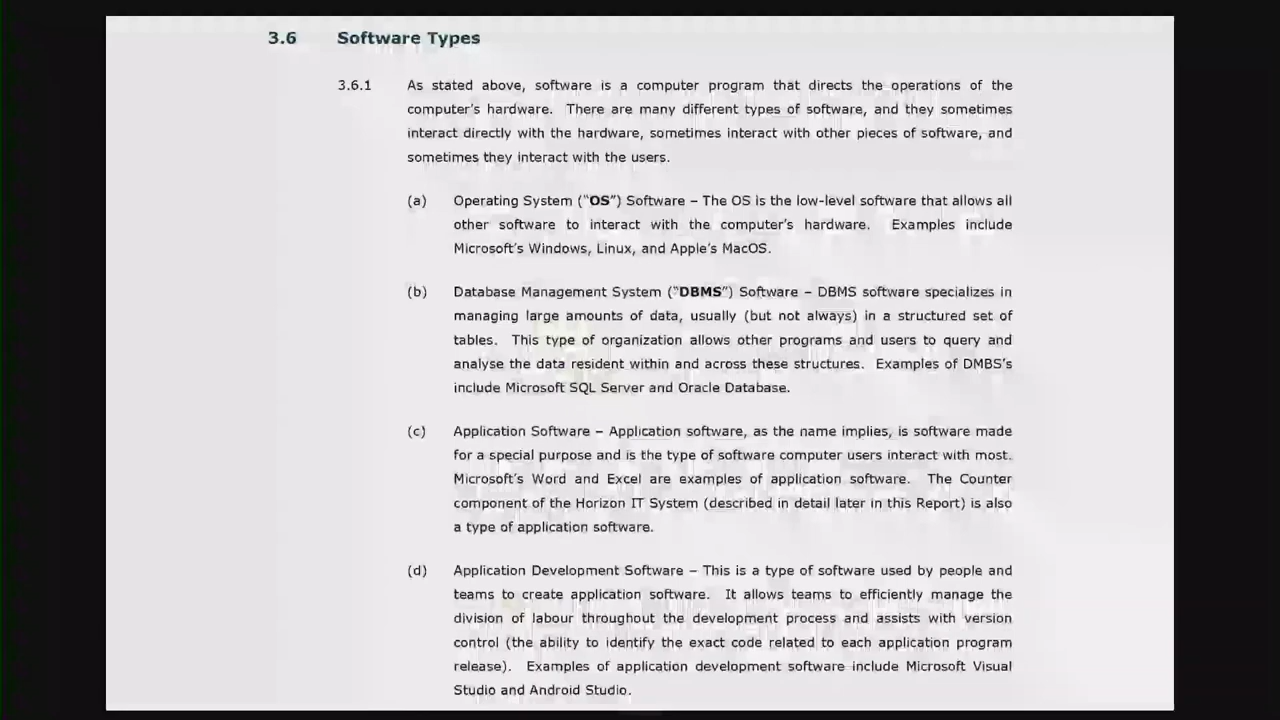 3.6 Software Types
3.6.1 As stated above, software is a computer program that directs the operations of the
computer's hardware. There are many different types of software, and they sometimes
interact directly with the hardware, sometimes interact with other pieces of software, and
sometimes they interact with the users.
(a) Operating System ("OS") Software – The OS is the low-level software that allows all
other software to interact with the computer's hardware. Examples include
Microsoft's Windows, Linux, and Apple's MacOS.
(b) Database Management System ("DBMS") Software – DBMS software specializes in
managing large amounts of data, usually (but not always) in a structured set of
tables. This type of organization allows other programs and users to query and
analyse the data resident within and across these structures. Examples of DMBS's
include Microsoft SQL Server and Oracle Database.
(c) Application Software – Application software, as the name implies, is software made
for a special purpose and is the type of software computer users interact with most.
Microsoft's Word and Excel are examples of application software. The Counter
component of the Horizon IT System (described in detail later in this Report) is also
a type of application software.
(d) Application Development Software – This is a type of software used by people and
teams to create application software. It allows teams to efficiently manage the
division of labour throughout the development process and assists with version
control (the ability to identify the exact code related to each application program
release). Examples of application development software include Microsoft Visual
Studio and Android Studio.